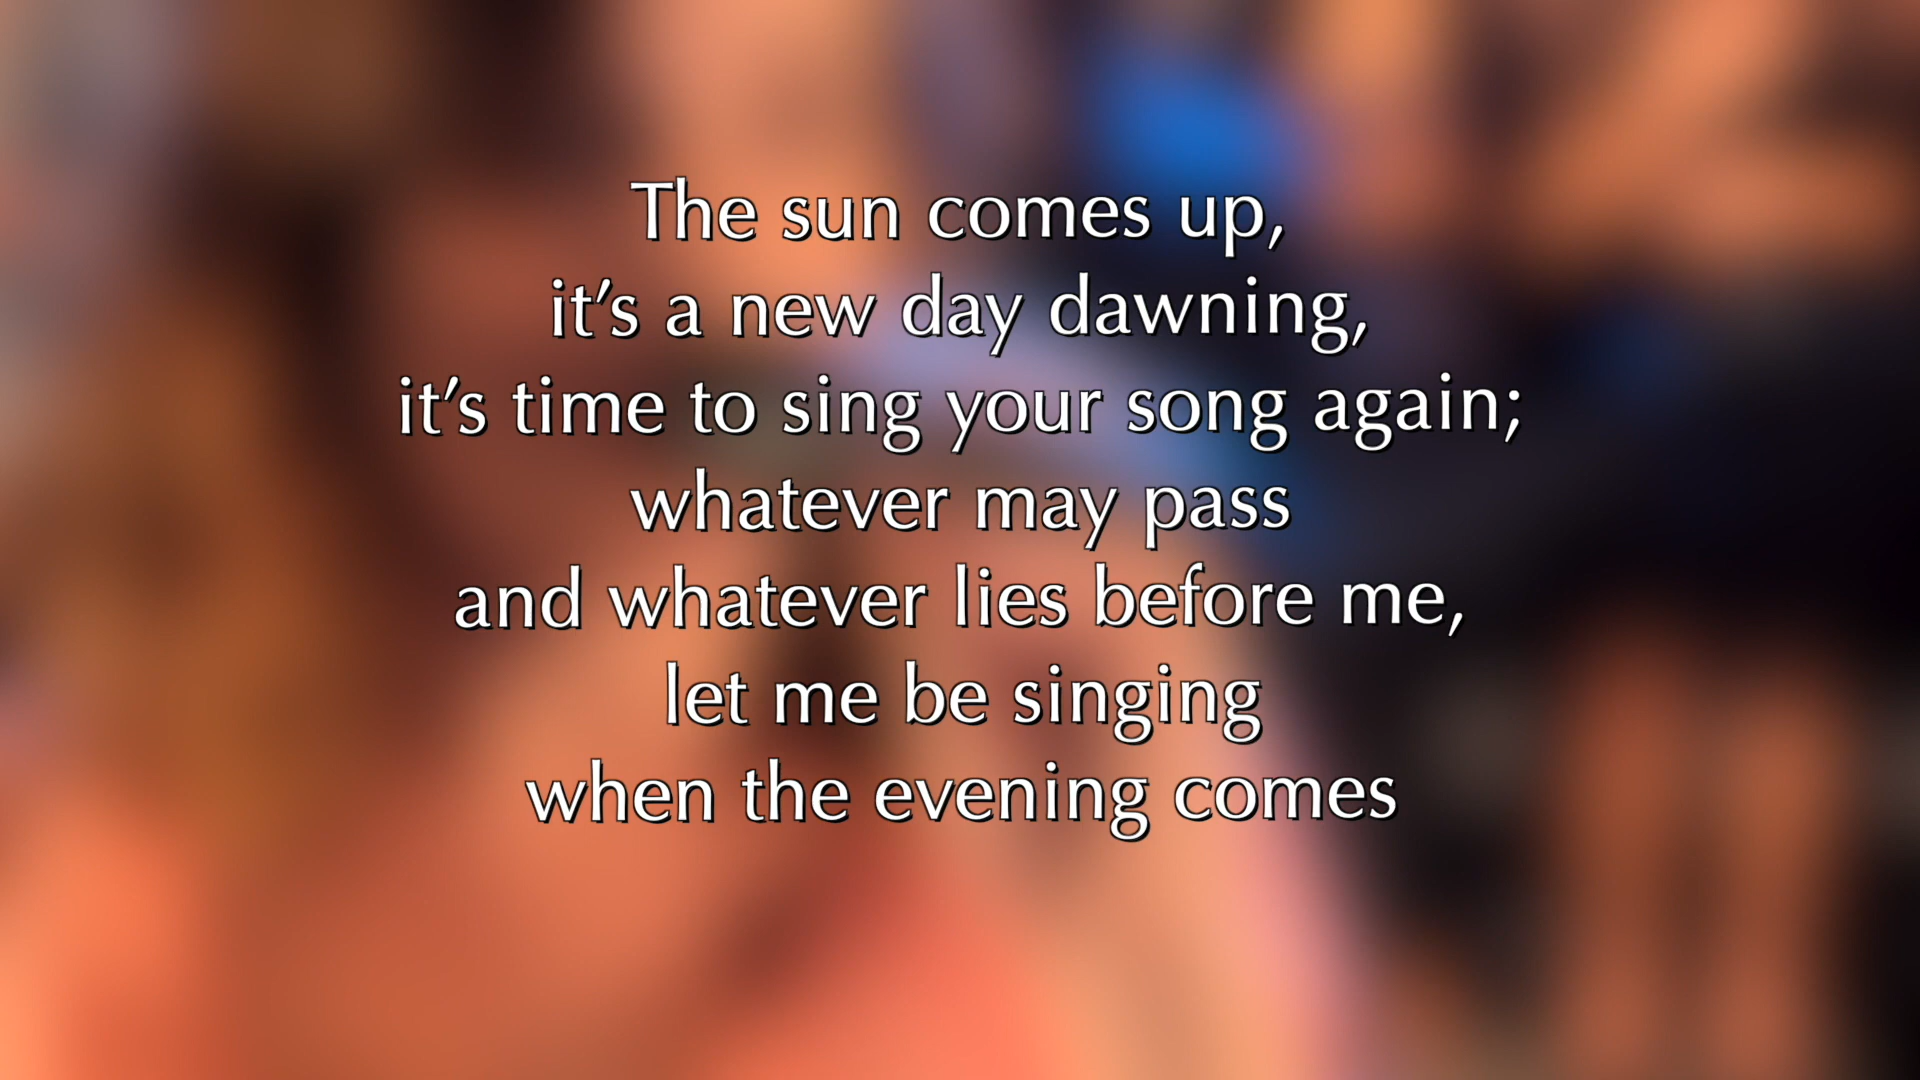 The sun comes up,
it’s a new day dawning,
it’s time to sing your song again;
whatever may pass
and whatever lies before me,
let me be singing
when the evening comes